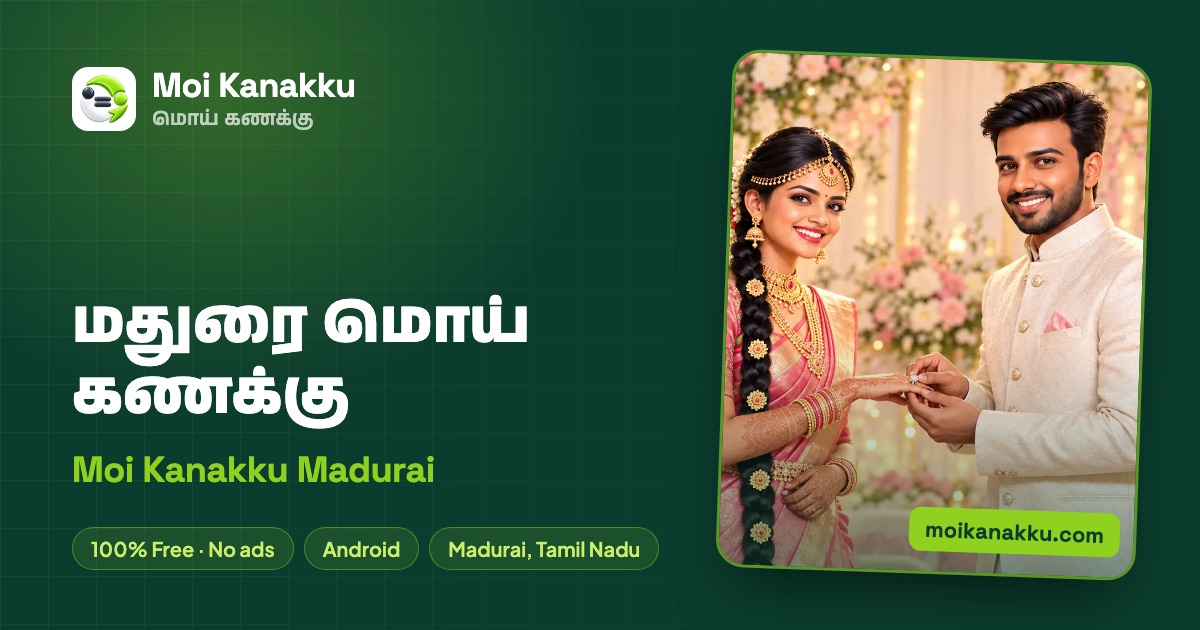 Moi Kanakku
மொய் கணக்கு
மதுரை மொய்
கணக்கு
Moi Kanakku Madurai
100% Free · No ads
Android
Madurai, Tamil Nadu
moikanakku.com